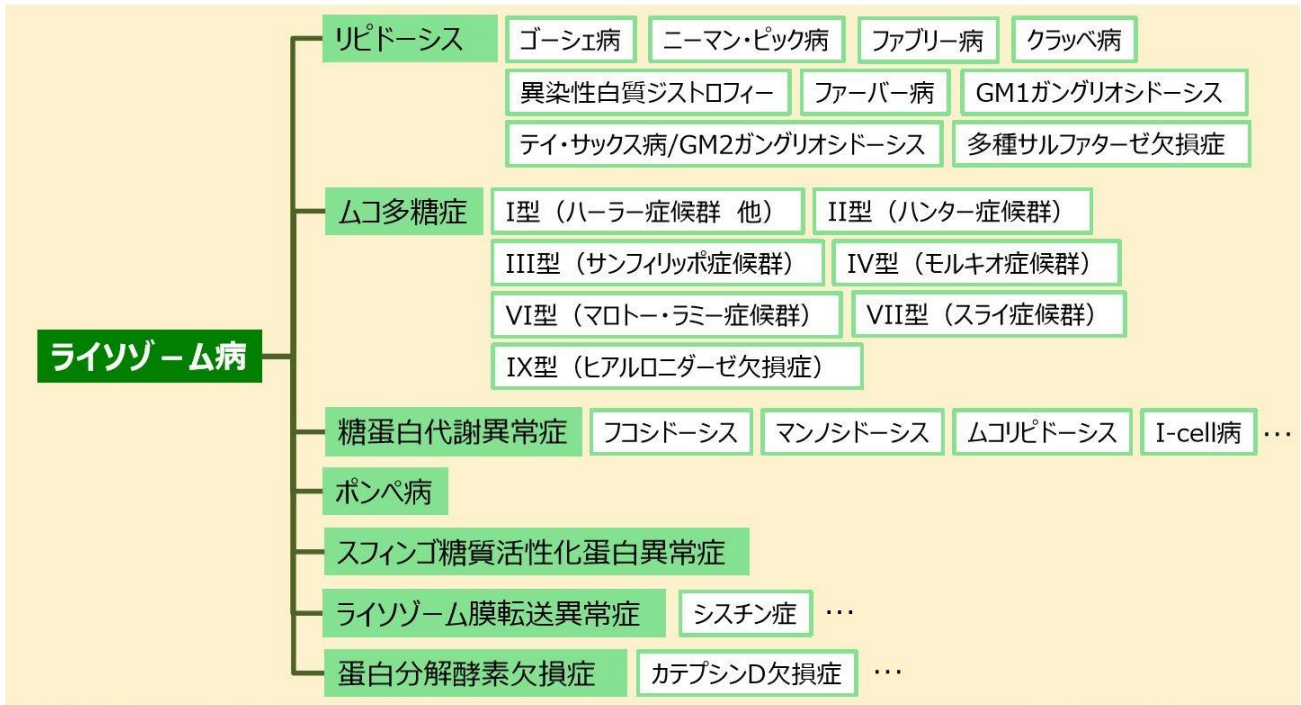 リピドーシス ゴーシェ病 ニーマン・ピック病 ファブリー病 クラッベ病
異染性白質ジストロフィー ファーバー病 GM1ガングリオシドーシス
テイ・サックス病/GM2ガングリオシドーシス 多種サルファターゼ欠損症
ムコ多糖症 I型（ハーラー症候群 他） II型（ハンター症候群）
III型（サンフィリッポ症候群） IV型（モルキオ症候群）
VI型（マロトー・ラミー症候群） VII型（スライ症候群）
ライソゾーム病
IX型（ヒアルロニダーゼ欠損症）
糖蛋白代謝異常症 フコシドーシス マンノシドーシス ムコリピドーシス I-cell病 …
ポンペ病
スフィンゴ糖質活性化蛋白異常症
ライソゾーム膜転送異常症 シスチン症 …
蛋白分解酵素欠損症 カテプシンD欠損症 …